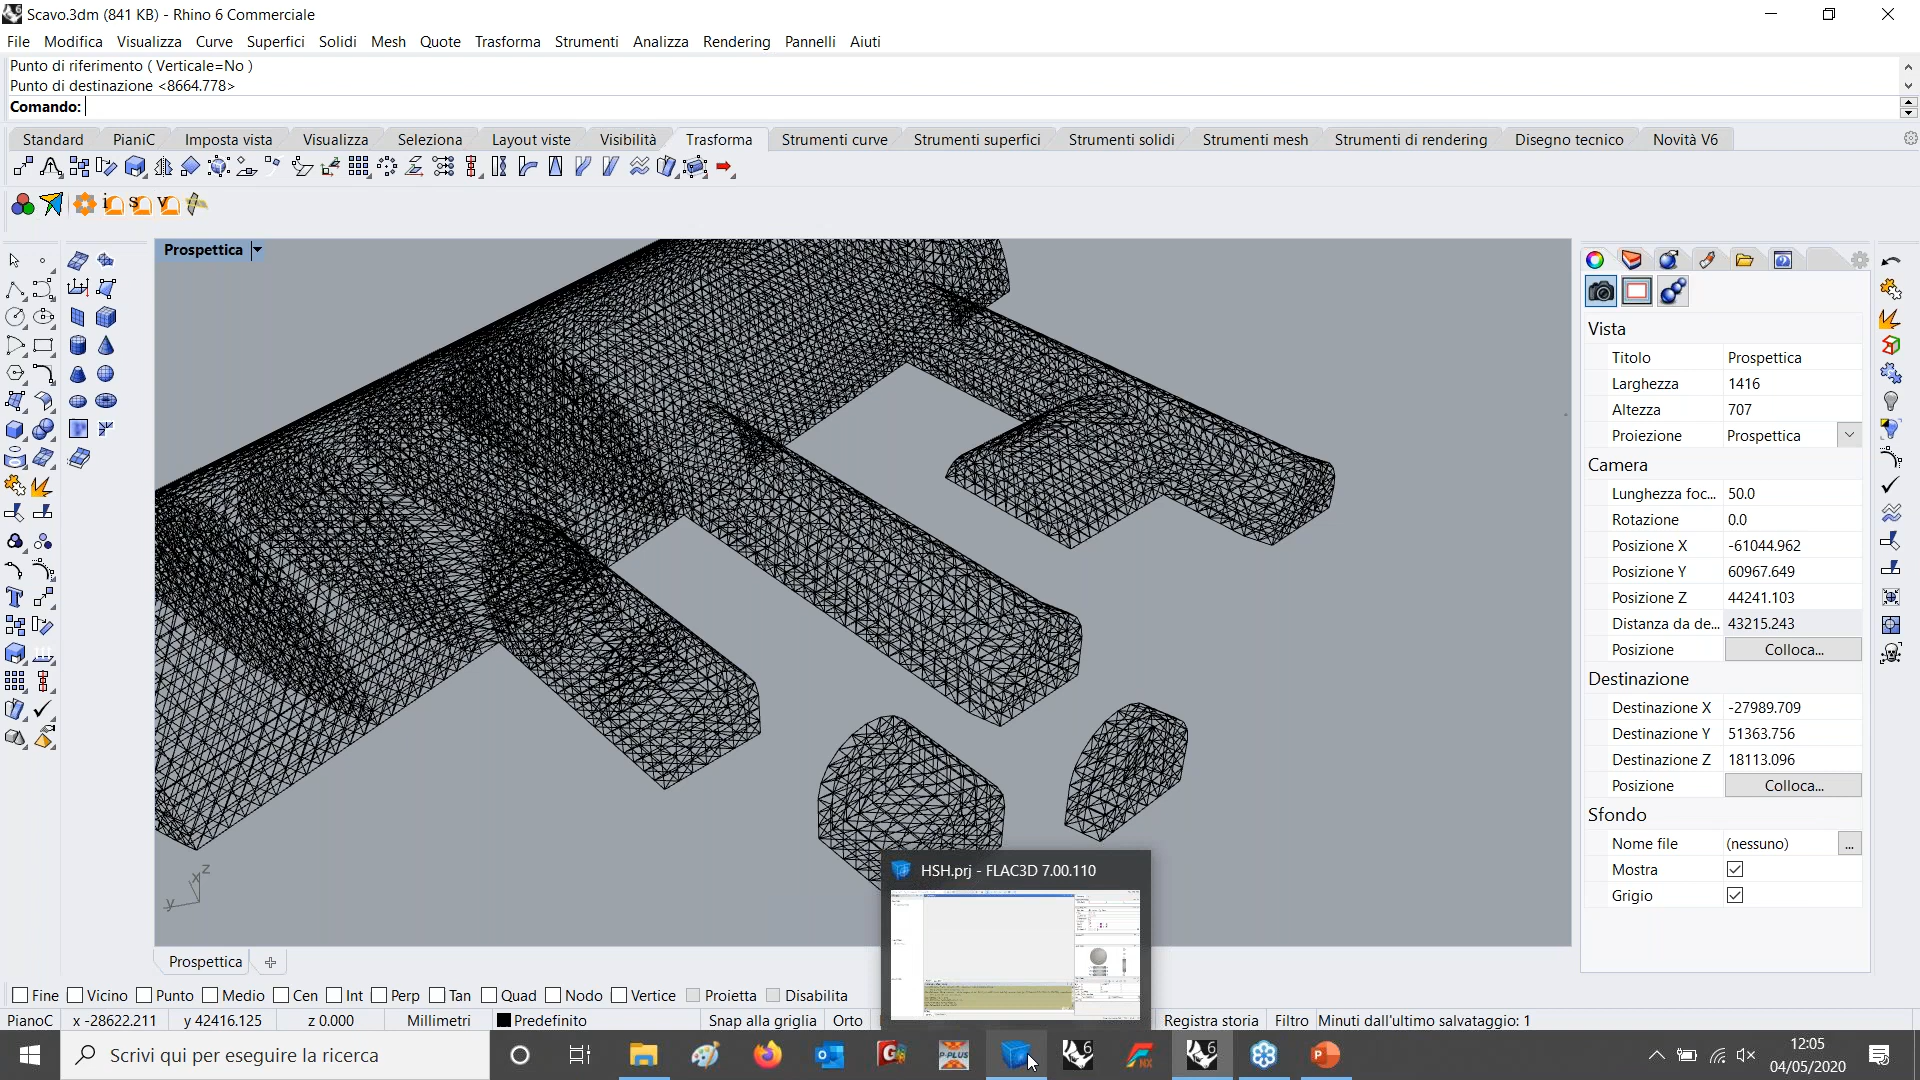 Scavo.3dm (841 KB) - Rhino 6 Commerciale
File Modifica Visualizza Curve Superfici Solidi Mesh Quote Trasforma Strumenti Analizza Rendering Pannelli Aiuti
Punto di riferimento ( Verticale=No )
Punto di destinazione <8664.778>
Comando:
Standard PianiC Imposta vista Visualizza Seleziona Layout viste Visibilità Trasforma Strumenti curve Strumenti superfici Strumenti solidi Strumenti mesh Strumenti di rendering Disegno tecnico Novità V6
Prospettica
Vista
Titolo Prospettica
Larghezza 1416
Altezza 707
Proiezione Prospettica
Camera
Lunghezza foc... 50.0
Rotazione 0.0
Posizione X -61044.962
Posizione Y 60967.649
Posizione Z 44241.103
Distanza da de... 43215.243
Posizione Colloca...
Destinazione
Destinazione X -27989.709
Destinazione Y 51363.756
Destinazione Z 18113.096
Posizione Colloca...
Sfondo
Nome file (nessuno) ...
Mostra
Grigio
z
x
y
HSH.prj - FLAC3D 7.00.110
Prospettica
Fine Vicino Punto Medio Cen Int Perp Tan Quad Nodo Vertice Proietta Disabilita
PianoC x -28622.211 y 42416.125 z 0.000 Millimetri Predefinito Snap alla griglia Orto Registra storia Filtro Minuti dall'ultimo salvataggio: 1
Scrivi qui per eseguire la ricerca
12:05
04/05/2020